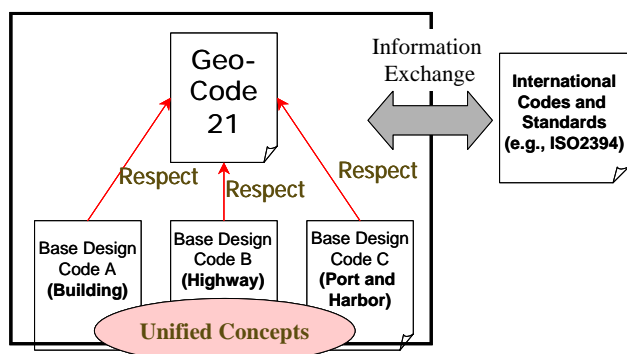 Geo-
Code
21
Information
Exchange
International
Codes and
Standards
(e.g., ISO2394)
Respect
Respect
Respect
Base Design
Code A
(Building)
Base Design
Code B
(Highway)
Base Design
Code C
(Port and
Harbor)
Unified Concepts